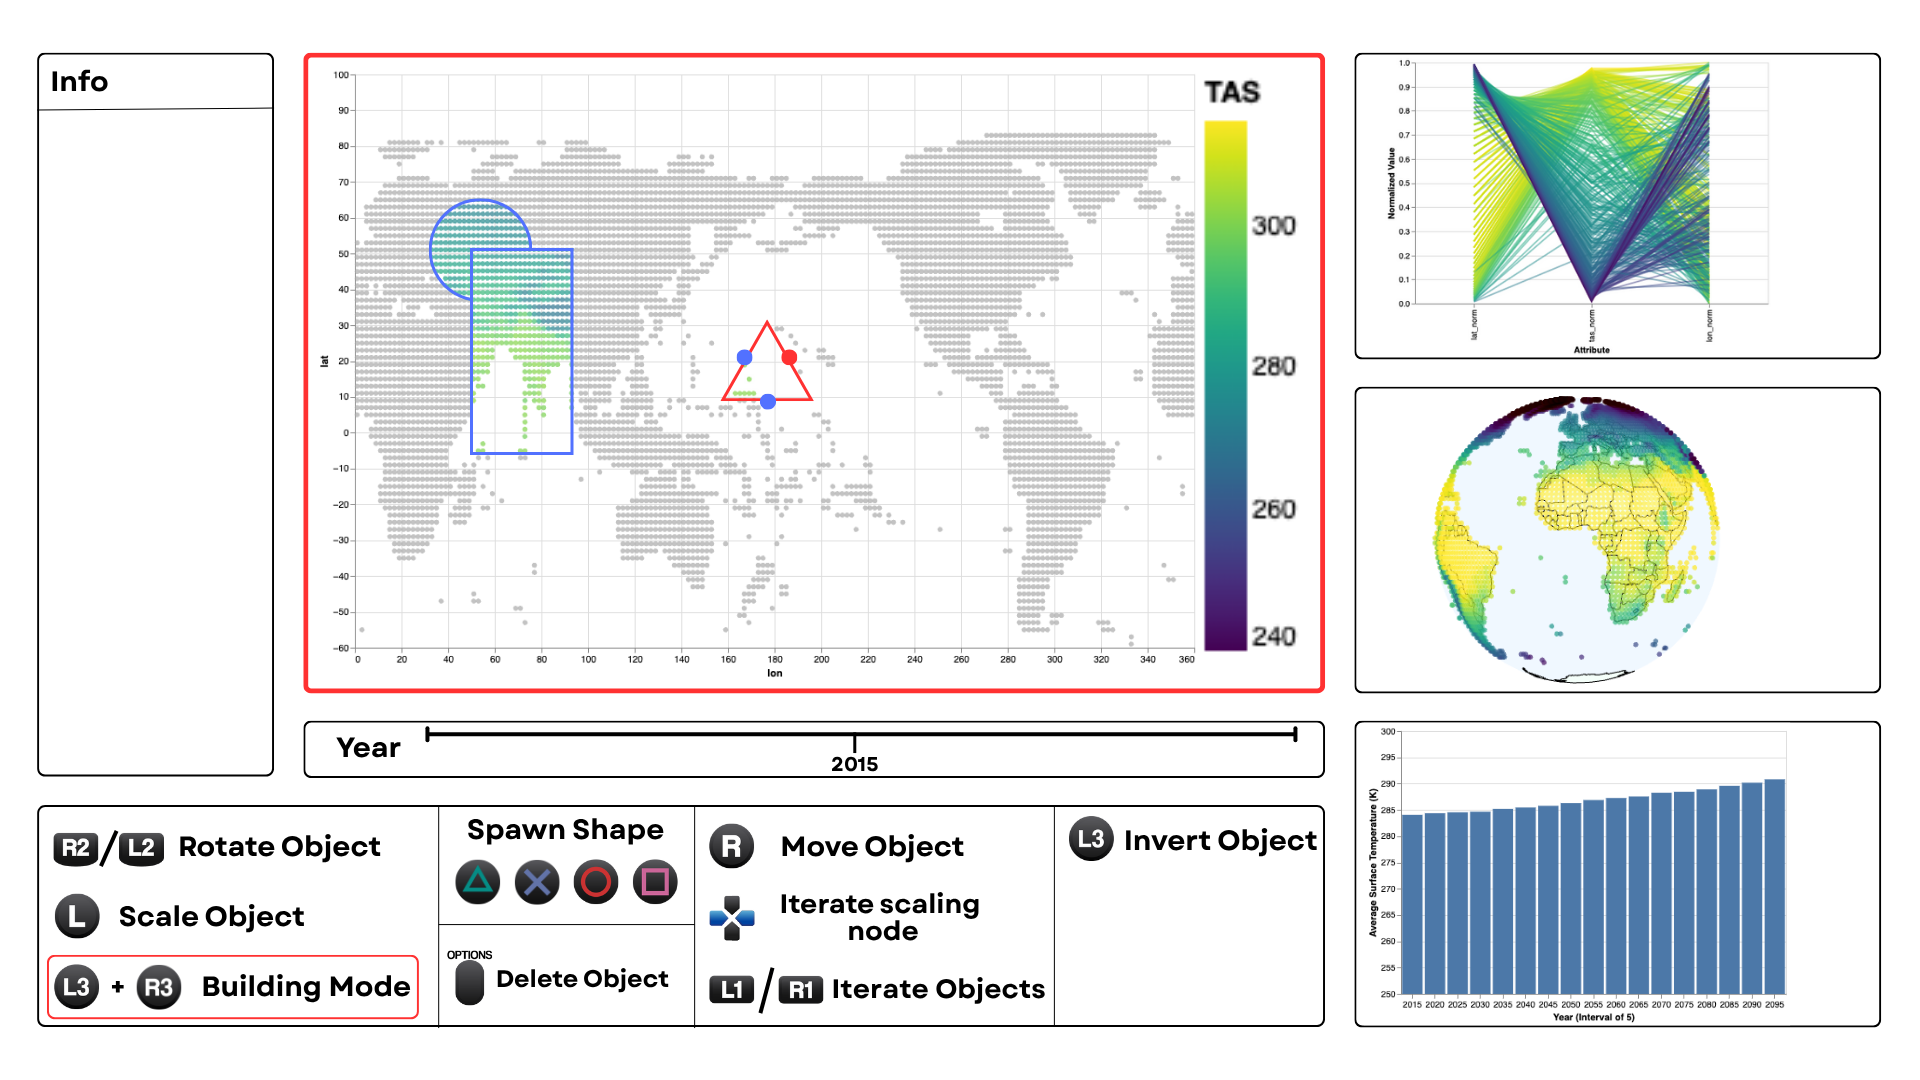 Info
TAS
100
90
80
70
60
50
40
30
20
10
0
−10
−20
−30
−40
−50
−60
lat
0 20 40 60 80 100 120 140 160 180 200 220 240 260 280 300 320 340 360
lon
300
280
260
240
Year
2015
R2 / L2 Rotate Object
L Scale Object
L3 + R3 Building Mode
Spawn Shape
OPTIONS
Delete Object
R Move Object
Iterate scaling
node
L1 / R1 Iterate Objects
L3 Invert Object
1.0
0.9
0.8
0.7
0.6
0.5
0.4
0.3
0.2
0.1
0.0
Normalized Value
lat_norm
tas_norm
lon_norm
Attribute
300
295
290
285
280
275
270
265
260
255
250
Average Surface Temperature (K)
2015 2020 2025 2030 2035 2040 2045 2050 2055 2060 2065 2070 2075 2080 2085 2090 2095
Year (Interval of 5)